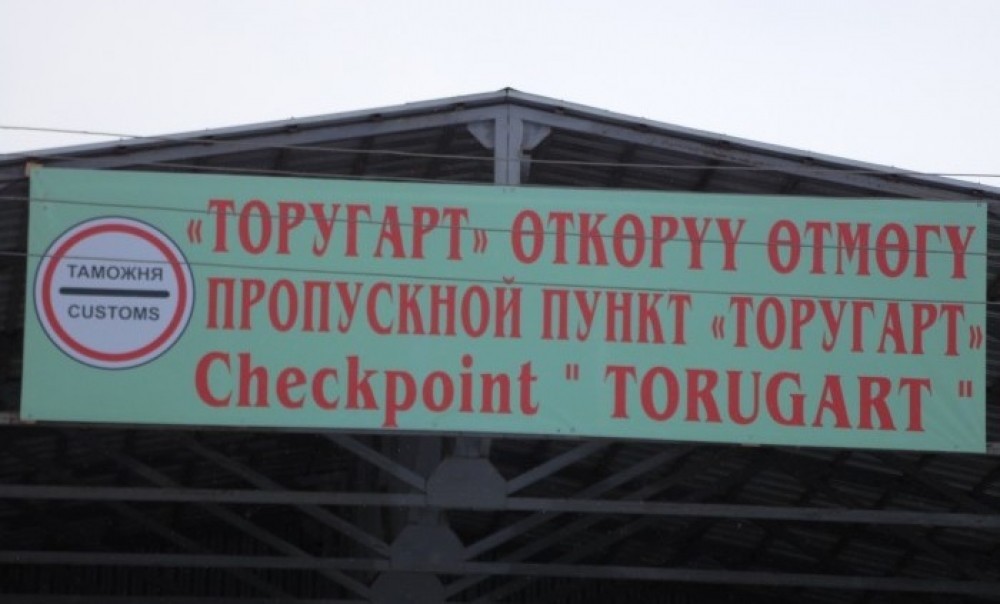 ТАМОЖНЯ
CUSTOMS
«ТОРУГАРТ» ӨТКӨРҮҮ ӨТМӨГҮ
ПРОПУСКНОЙ ПУНКТ «ТОРУГАРТ»
Checkpoint " TORUGART "